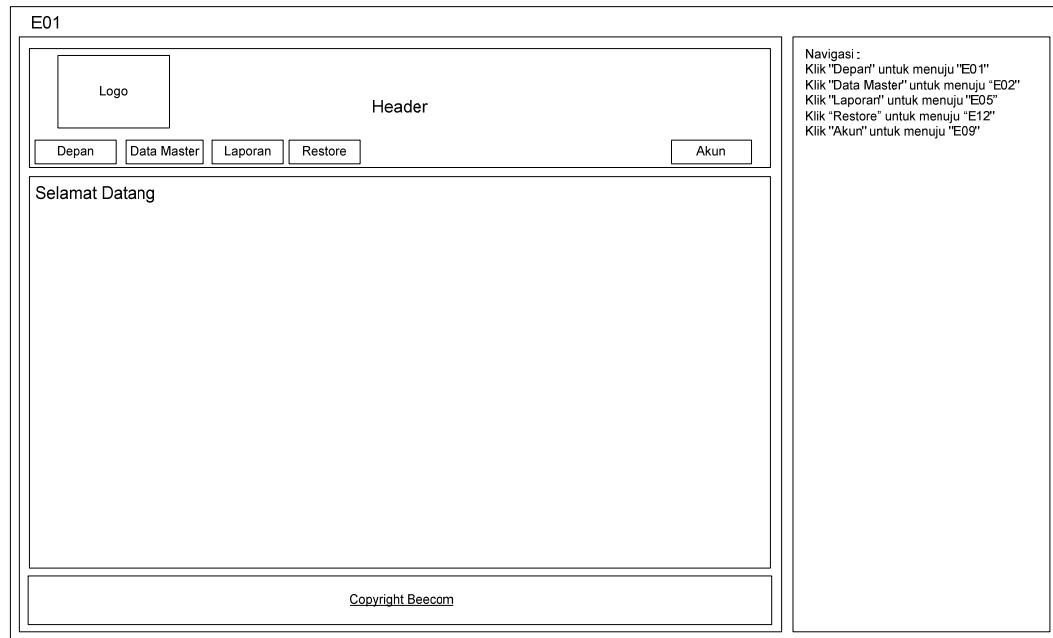 E01
Logo
Header
Depan
Data Master
Laporan
Restore
Akun
Selamat Datang
Copyright Beecom
Navigasi :
Klik "Depan" untuk menuju "E01"
Klik "Data Master" untuk menuju “E02"
Klik "Laporan" untuk menuju "E05”
Klik “Restore” untuk menuju “E12”
Klik "Akun" untuk menuju "E09"